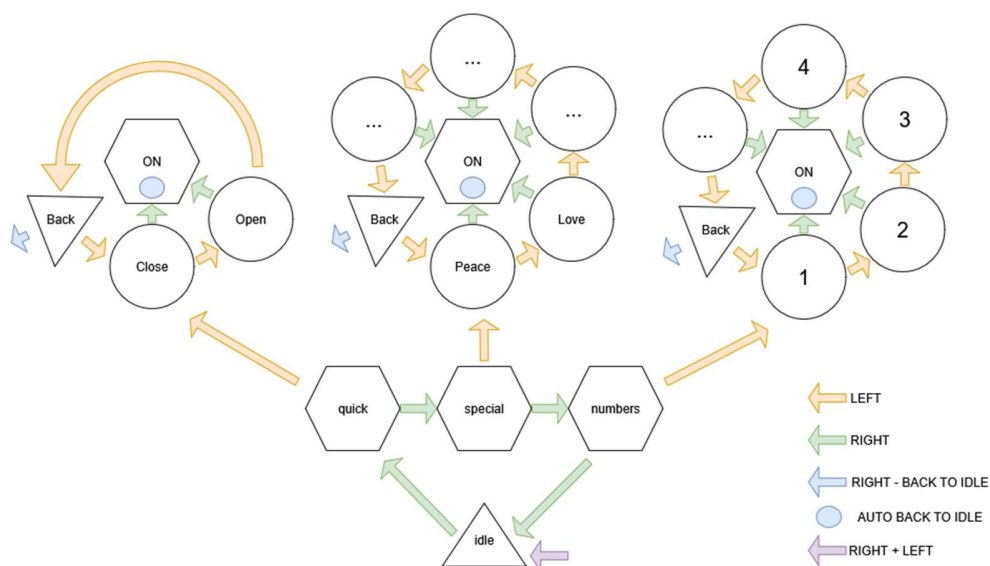 ...
4
...
...
...
3
ON
ON
ON
Back
Open
Back
Love
Back
2
Close
Peace
1
quick
special
numbers
LEFT
RIGHT
RIGHT - BACK TO IDLE
AUTO BACK TO IDLE
idle
RIGHT + LEFT